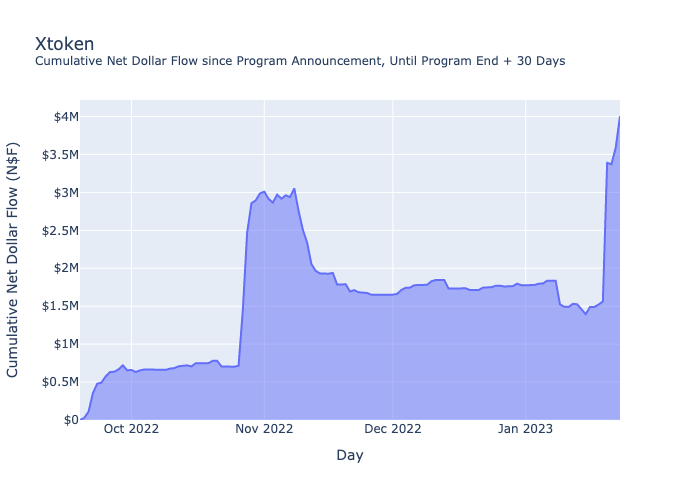 Xtoken
Cumulative Net Dollar Flow since Program Announcement, Until Program End + 30 Days
Cumulative Net Dollar Flow (N$F)
$4M
$3.5M
$3M
$2.5M
$2M
$1.5M
$1M
$0.5M
$0
Oct 2022
Nov 2022
Dec 2022
Jan 2023
Day